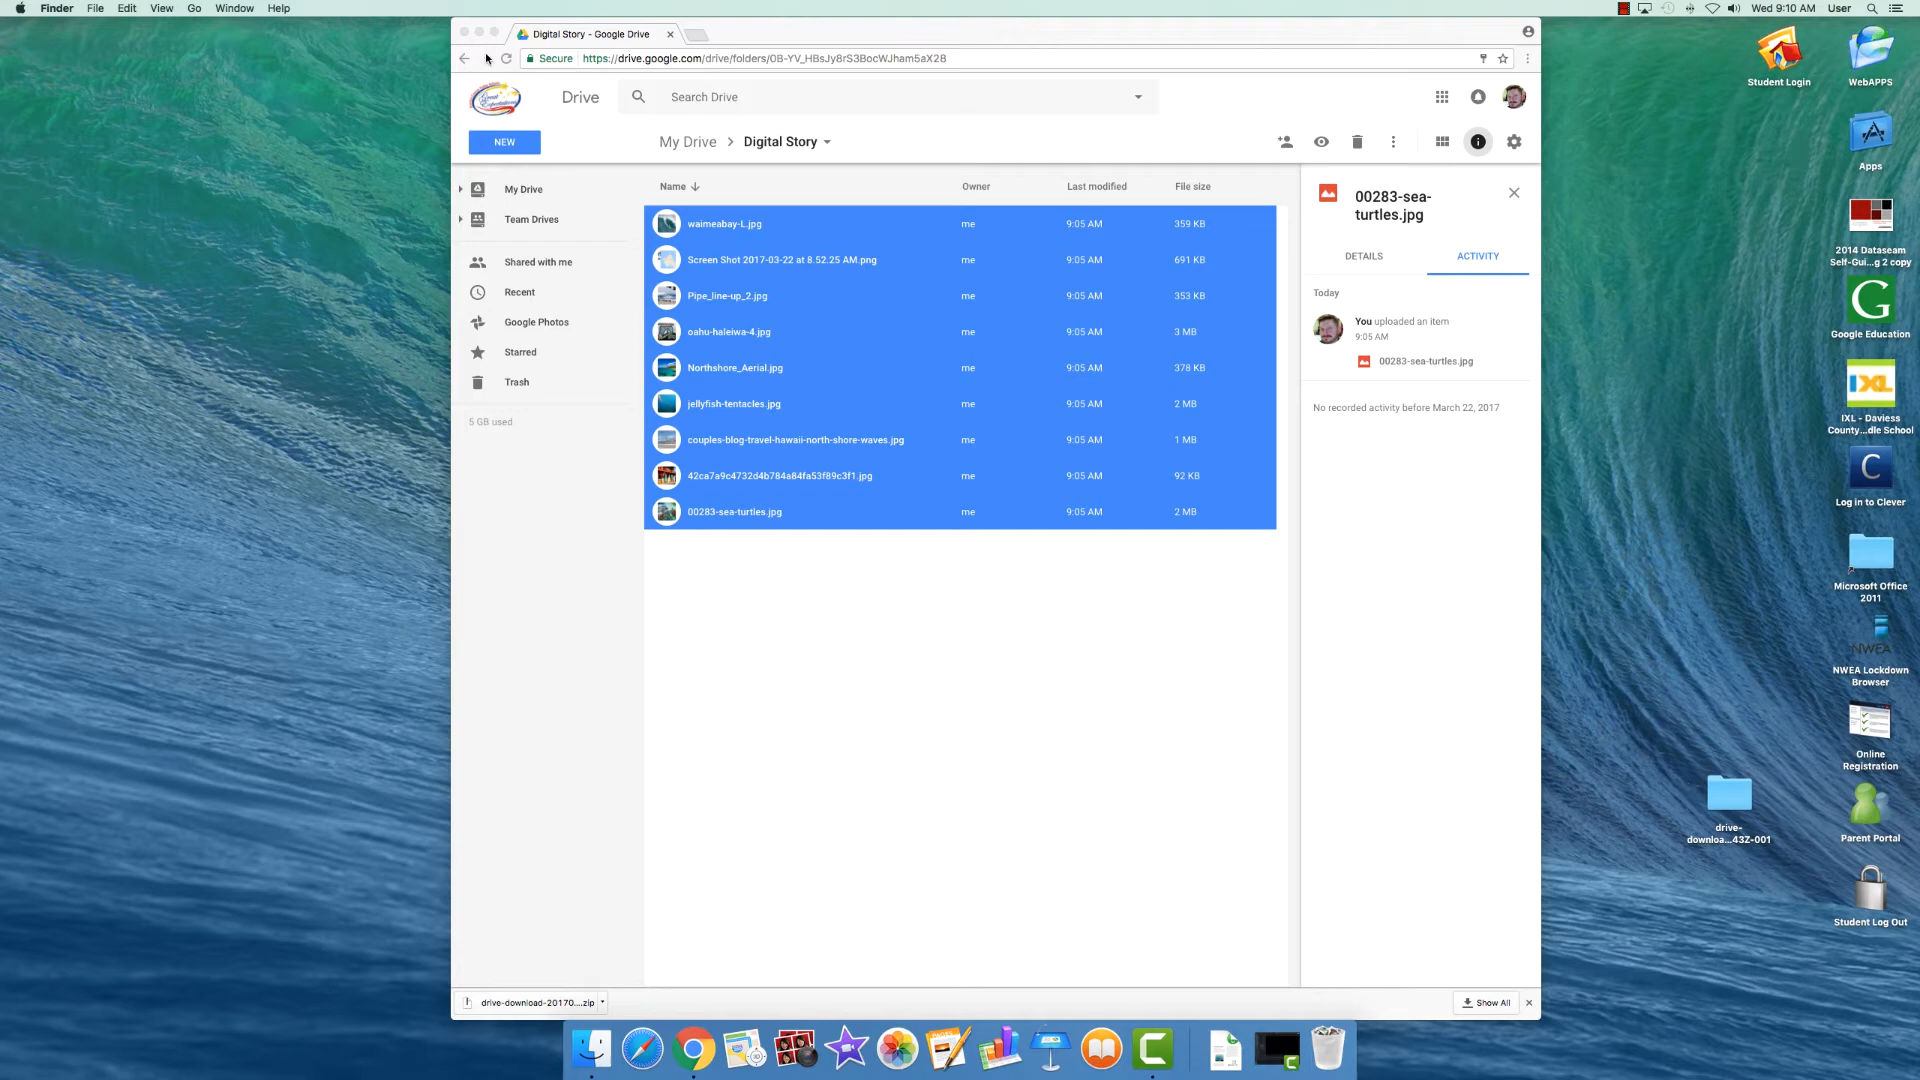 Finder File Edit View Go Window Help
Wed 9:10 AM User
Digital Story - Google Drive
Secure https://drive.google.com/drive/folders/0B-YV_HBsJy8rS3BocWJham5aX28
Great Expectations
Drive
Search Drive
NEW
My Drive > Digital Story
My Drive
Team Drives
Shared with me
Recent
Google Photos
Starred
Trash
5 GB used
Name Owner Last modified File size
waimeabay-L.jpg me 9:05 AM 359 KB
Screen Shot 2017-03-22 at 8.52.25 AM.png me 9:05 AM 691 KB
Pipe_line-up_2.jpg me 9:05 AM 353 KB
oahu-haleiwa-4.jpg me 9:05 AM 3 MB
Northshore_Aerial.jpg me 9:05 AM 378 KB
jellyfish-tentacles.jpg me 9:05 AM 2 MB
couples-blog-travel-hawaii-north-shore-waves.jpg me 9:05 AM 1 MB
42ca7a9c4732d4b784a84fa53f89c3f1.jpg me 9:05 AM 92 KB
00283-sea-turtles.jpg me 9:05 AM 2 MB
00283-sea-
turtles.jpg
DETAILS ACTIVITY
Today
You uploaded an item
9:05 AM
00283-sea-turtles.jpg
No recorded activity before March 22, 2017
drive-download-20170....zip
Show All
Student Login
WebAPPS
Apps
2014 Dataseam
Self-Gui...g 2 copy
G
Google Education
IXL
IXL - Daviess
County...dle School
C
Log in to Clever
Microsoft Office
2011
NWEA
NWEA Lockdown
Browser
Online
Registration
drive-
downloa...43Z-001
Parent Portal
Student Log Out
PAGES